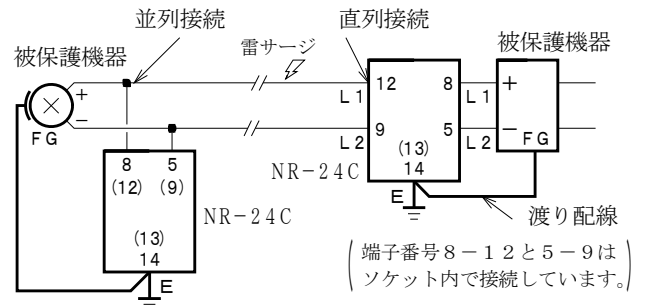 並列接続
直列接続
雷サージ
被保護機器
被保護機器
+
−
FG
L1
L2
12
8
9
5
(13)
14
L1
L2
+
−
FG
NR−24C
E
8
5
(12)
(9)
(13)
14
NR−24C
E
渡り配線
(端子番号8−12と5−9は
ソケット内で接続しています。)